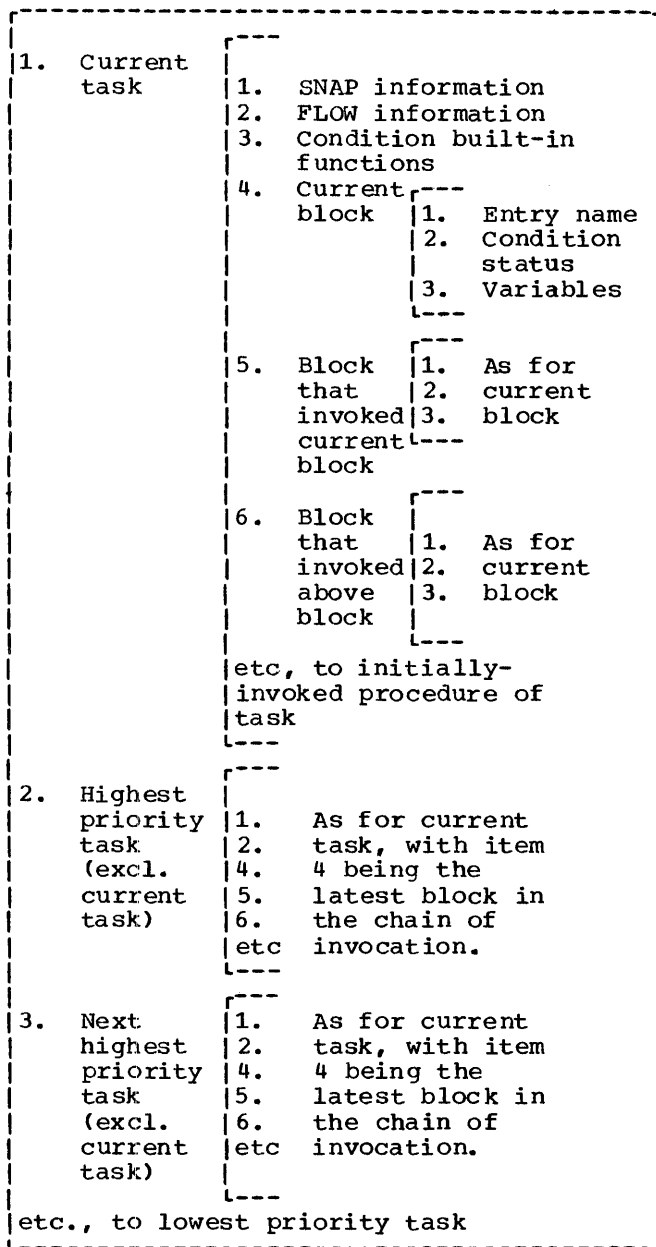 1. Current
task
1. SNAP information
2. FLOW information
3. Condition built-in
functions
4. Current
block 1. Entry name
2. Condition
status
3. Variables
5. Block 1. As for
that 2. current
invoked 3. block
current
block
6. Block
that 1. As for
invoked 2. current
above 3. block
block
etc, to initially-
invoked procedure of
task
2. Highest
priority 1. As for current
task 2. task, with item
(excl. 4. 4 being the
current 5. latest block in
task) 6. the chain of
etc invocation.
3. Next 1. As for current
highest 2. task, with item
priority 4. 4 being the
task 5. latest block in
(excl. 6. the chain of
current etc invocation.
task)
etc., to lowest priority task